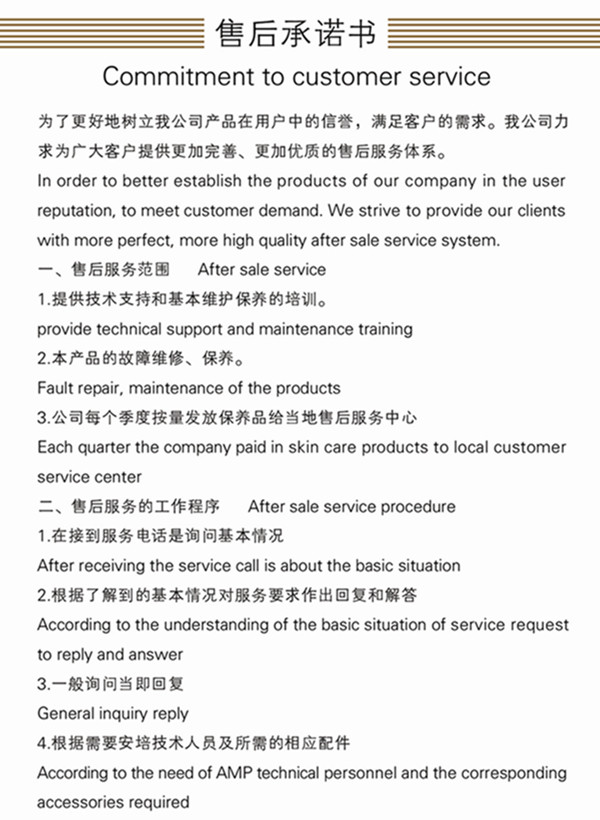 售后承诺书
Commitment to customer service
为了更好地树立我公司产品在用户中的信誉，满足客户的需求。我公司力
求为广大客户提供更加完善、更加优质的售后服务体系。
In order to better establish the products of our company in the user
reputation, to meet customer demand. We strive to provide our clients
with more perfect, more high quality after sale service system.
一、售后服务范围 After sale service
1.提供技术支持和基本维护保养的培训。
provide technical support and maintenance training
2.本产品的故障维修、保养。
Fault repair, maintenance of the products
3.公司每个季度按量发放保养品给当地售后服务中心
Each quarter the company paid in skin care products to local customer
service center
二、售后服务的工作程序 After sale service procedure
1.在接到服务电话是询问基本情况
After receiving the service call is about the basic situation
2.根据了解到的基本情况对服务要求作出回复和解答
According to the understanding of the basic situation of service request
to reply and answer
3.一般询问当即回复
General inquiry reply
4.根据需要安培技术人员及所需的相应配件
According to the need of AMP technical personnel and the corresponding
accessories required